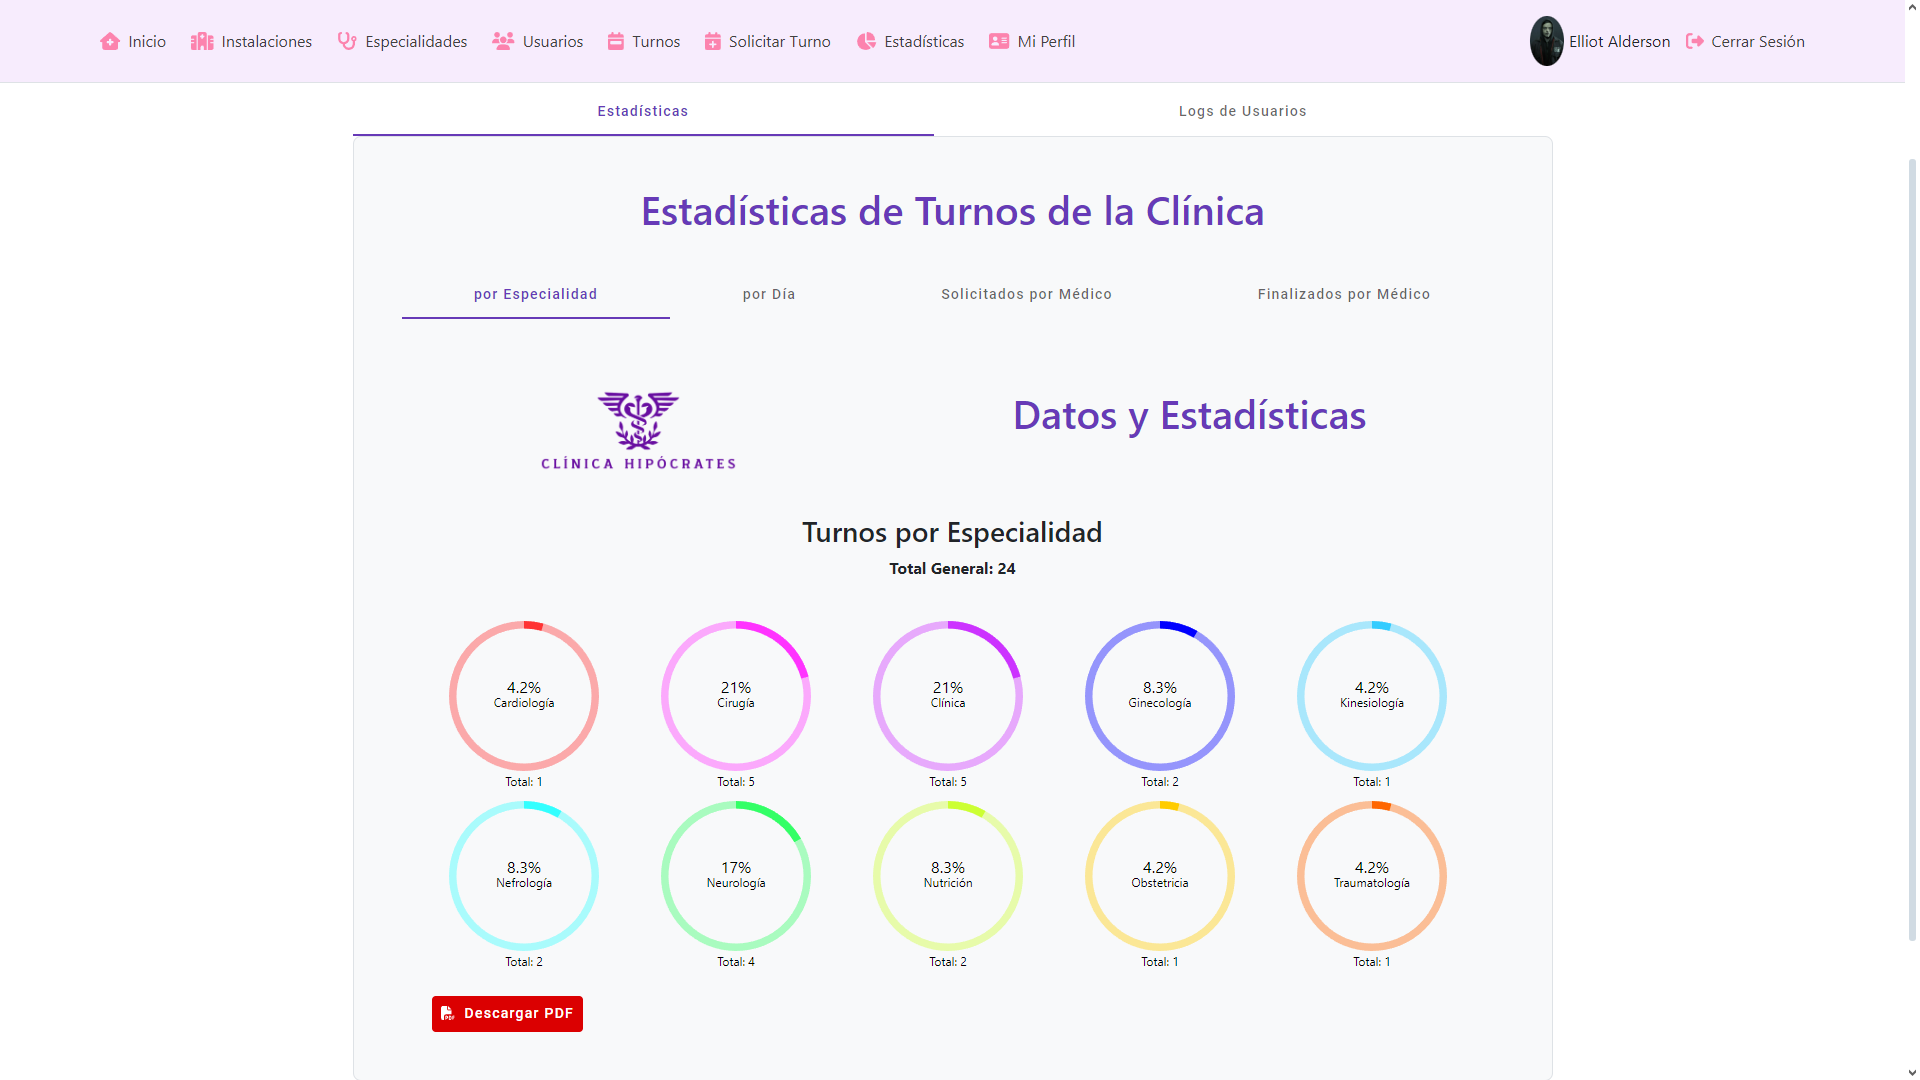 Inicio Instalaciones Especialidades Usuarios Turnos Solicitar Turno Estadísticas Mi Perfil Elliot Alderson Cerrar Sesión
Estadísticas Logs de Usuarios
Estadísticas de Turnos de la Clínica
por Especialidad por Día Solicitados por Médico Finalizados por Médico
CLÍNICA HIPÓCRATES
Datos y Estadísticas
Turnos por Especialidad
Total General: 24
4.2% 21% 21% 8.3% 4.2%
Cardiología Cirugía Clínica Ginecología Kinesiología
Total: 1 Total: 5 Total: 5 Total: 2 Total: 1
8.3% 17% 8.3% 4.2% 4.2%
Nefrología Neurología Nutrición Obstetricia Traumatología
Total: 2 Total: 4 Total: 2 Total: 1 Total: 1
PDF Descargar PDF